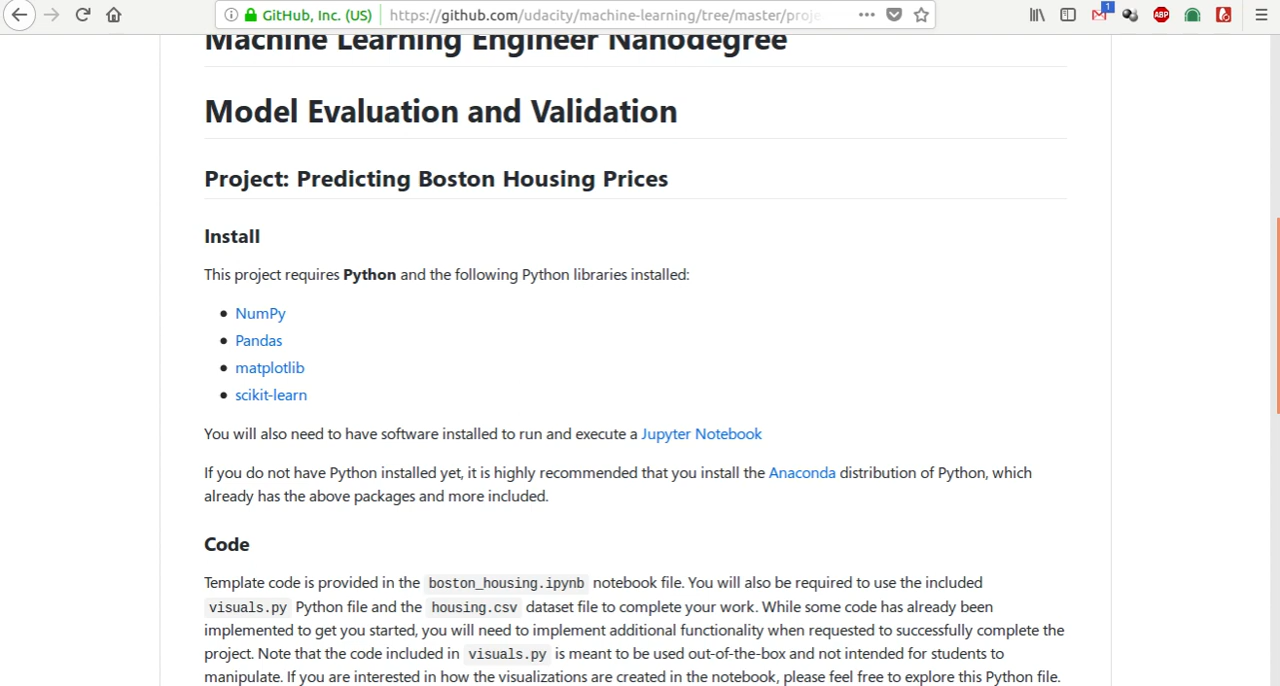 GitHub, Inc. (US) https://github.com/udacity/machine-learning/tree/master/proje
1
ABP
Machine Learning Engineer Nanodegree
Model Evaluation and Validation
Project: Predicting Boston Housing Prices
Install
This project requires Python and the following Python libraries installed:
NumPy
Pandas
matplotlib
scikit-learn
You will also need to have software installed to run and execute a Jupyter Notebook
If you do not have Python installed yet, it is highly recommended that you install the Anaconda distribution of Python, which
already has the above packages and more included.
Code
Template code is provided in the boston_housing.ipynb notebook file. You will also be required to use the included
visuals.py Python file and the housing.csv dataset file to complete your work. While some code has already been
implemented to get you started, you will need to implement additional functionality when requested to successfully complete the
project. Note that the code included in visuals.py is meant to be used out-of-the-box and not intended for students to
manipulate. If you are interested in how the visualizations are created in the notebook, please feel free to explore this Python file.